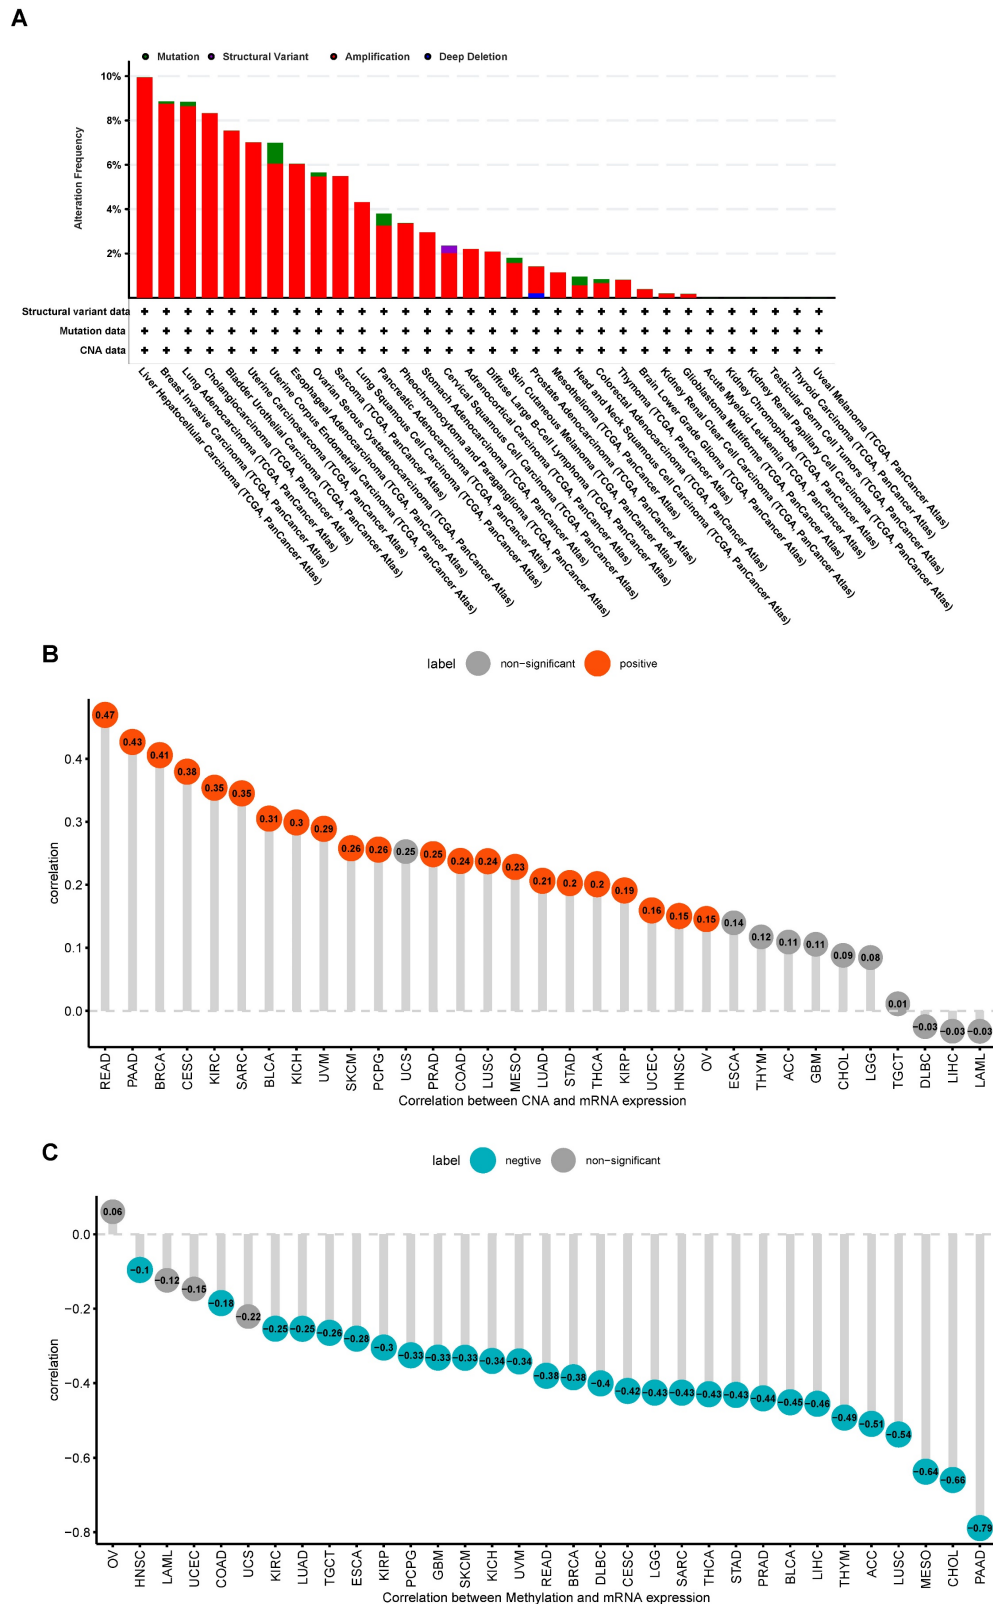 A
Mutation Structural Variant Amplification Deep Deletion
Alteration Frequency
10%
8%
6%
4%
2%
Structural variant data
Mutation data
CNA data
Liver Hepatocellular Carcinoma (TCGA, PanCancer Atlas)
Breast Invasive Carcinoma (TCGA, PanCancer Atlas)
Lung Adenocarcinoma (TCGA, PanCancer Atlas)
Cholangiocarcinoma (TCGA, PanCancer Atlas)
Bladder Urothelial Carcinoma (TCGA, PanCancer Atlas)
Uterine Carcinosarcoma (TCGA, PanCancer Atlas)
Uterine Corpus Endometrial Carcinoma (TCGA, PanCancer Atlas)
Esophageal Adenocarcinoma (TCGA, PanCancer Atlas)
Ovarian Serous Cystadenocarcinoma (TCGA, PanCancer Atlas)
Sarcoma (TCGA, PanCancer Atlas)
Lung Squamous Cell Carcinoma (TCGA, PanCancer Atlas)
Pancreatic Adenocarcinoma (TCGA, PanCancer Atlas)
Pheochromocytoma and Paraganglioma (TCGA, PanCancer Atlas)
Stomach Adenocarcinoma (TCGA, PanCancer Atlas)
Cervical Squamous Cell Carcinoma (TCGA, PanCancer Atlas)
Adrenocortical Carcinoma (TCGA, PanCancer Atlas)
Diffuse Large B-Cell Lymphoma (TCGA, PanCancer Atlas)
Skin Cutaneous Melanoma (TCGA, PanCancer Atlas)
Prostate Adenocarcinoma (TCGA, PanCancer Atlas)
Mesothelioma (TCGA, PanCancer Atlas)
Head and Neck Squamous Cell Carcinoma (TCGA, PanCancer Atlas)
Colorectal Adenocarcinoma (TCGA, PanCancer Atlas)
Thymoma (TCGA, PanCancer Atlas)
Brain Lower Grade Glioma (TCGA, PanCancer Atlas)
Kidney Renal Clear Cell Carcinoma (TCGA, PanCancer Atlas)
Glioblastoma Multiforme (TCGA, PanCancer Atlas)
Acute Myeloid Leukemia (TCGA, PanCancer Atlas)
Kidney Chromophobe (TCGA, PanCancer Atlas)
Kidney Renal Papillary Cell Carcinoma (TCGA, PanCancer Atlas)
Testicular Germ Cell Tumors (TCGA, PanCancer Atlas)
Thyroid Carcinoma (TCGA, PanCancer Atlas)
Uveal Melanoma (TCGA, PanCancer Atlas)
B
label non−significant positive
correlation
0.4
0.3
0.2
0.1
0.0
0.47 0.43 0.41 0.38 0.35 0.35 0.31 0.3 0.29 0.26 0.26 0.25 0.25 0.24 0.24 0.23 0.21 0.2 0.2 0.19 0.16 0.15 0.15 0.14 0.12 0.11 0.11 0.09 0.08 0.01 −0.03 −0.03 −0.03
READ PAAD BRCA CESC KIRC SARC BLCA KICH UVM SKCM PCPG UCS PRAD COAD LUSC MESO LUAD STAD THCA KIRP UCEC HNSC OV ESCA THYM ACC GBM CHOL LGG TGCT DLBC LIHC LAML
Correlation between CNA and mRNA expression
C
label negtive non−significant
correlation
0.0
−0.2
−0.4
−0.6
−0.8
0.06 −0.1 −0.12 −0.15 −0.18 −0.22 −0.25 −0.25 −0.26 −0.28 −0.3 −0.33 −0.33 −0.33 −0.34 −0.34 −0.38 −0.38 −0.4 −0.42 −0.43 −0.43 −0.43 −0.43 −0.44 −0.45 −0.46 −0.49 −0.51 −0.54 −0.64 −0.66 −0.79
OV HNSC LAML UCEC COAD UCS KIRC LUAD TGCT ESCA KIRP PCPG GBM SKCM KICH UVM READ BRCA DLBC CESC LGG SARC THCA STAD PRAD BLCA LIHC THYM ACC LUSC MESO CHOL PAAD
Correlation between Methylation and mRNA expression